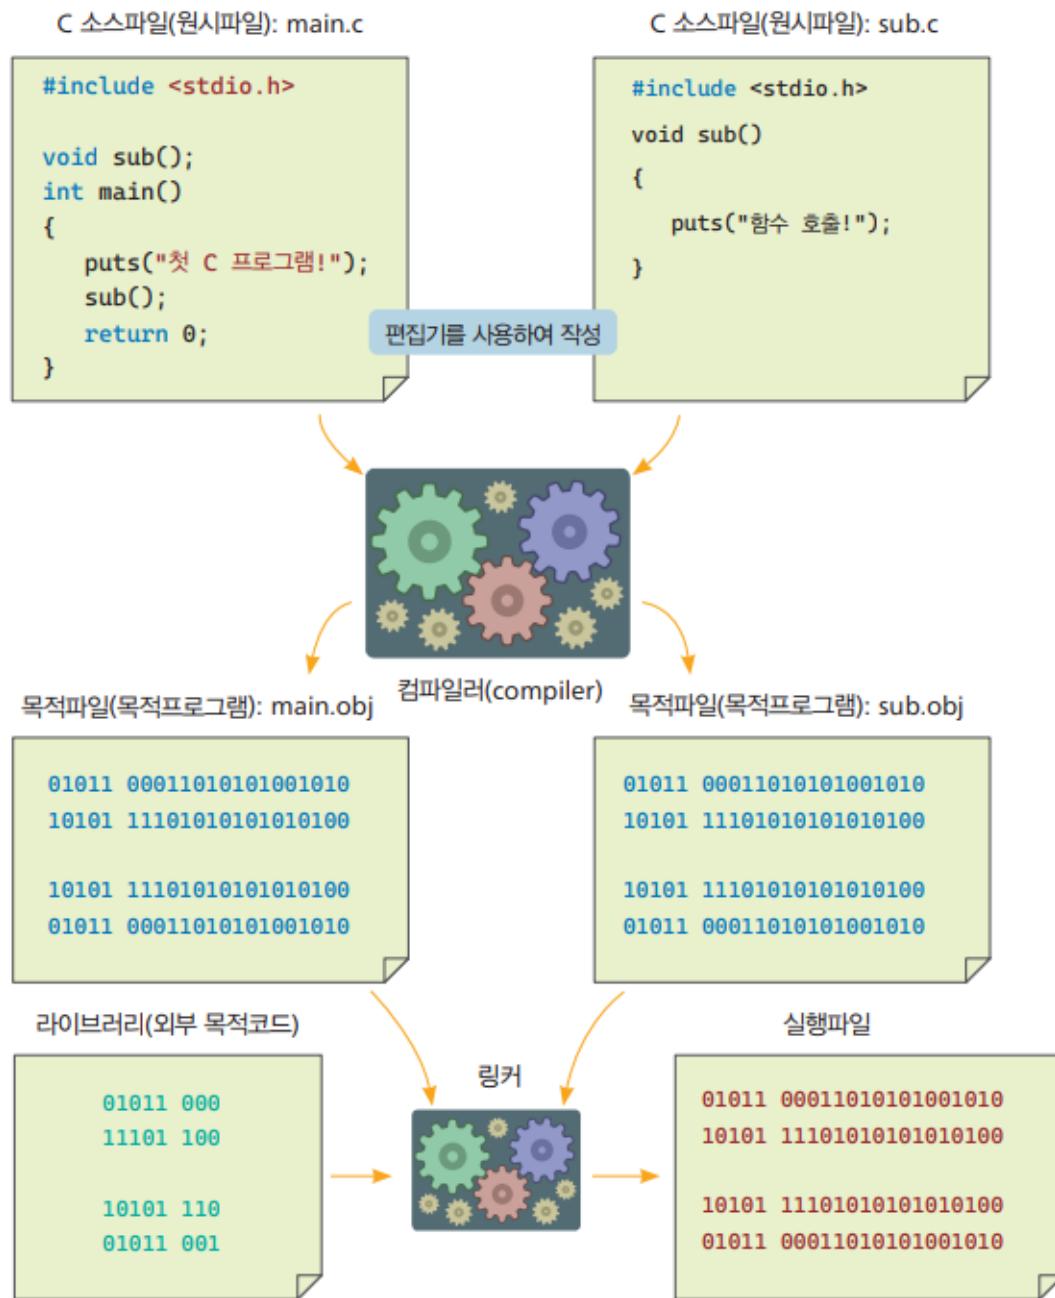 C 소스파일(원시파일): main.c
#include <stdio.h>
void sub();
int main()
{
puts("첫 C 프로그램!");
sub();
return 0;
}
C 소스파일(원시파일): sub.c
#include <stdio.h>
void sub()
{
puts("함수 호출!");
}
편집기를 사용하여 작성
컴파일러(compiler)
목적파일(목적프로그램): main.obj
01011 00011010101001010
10101 11101010101010100
10101 11101010101010100
01011 00011010101001010
목적파일(목적프로그램): sub.obj
01011 00011010101001010
10101 11101010101010100
10101 11101010101010100
01011 00011010101001010
라이브러리(외부 목적코드)
01011 000
11101 100
10101 110
01011 001
링커
실행파일
01011 00011010101001010
10101 11101010101010100
10101 11101010101010100
01011 00011010101001010